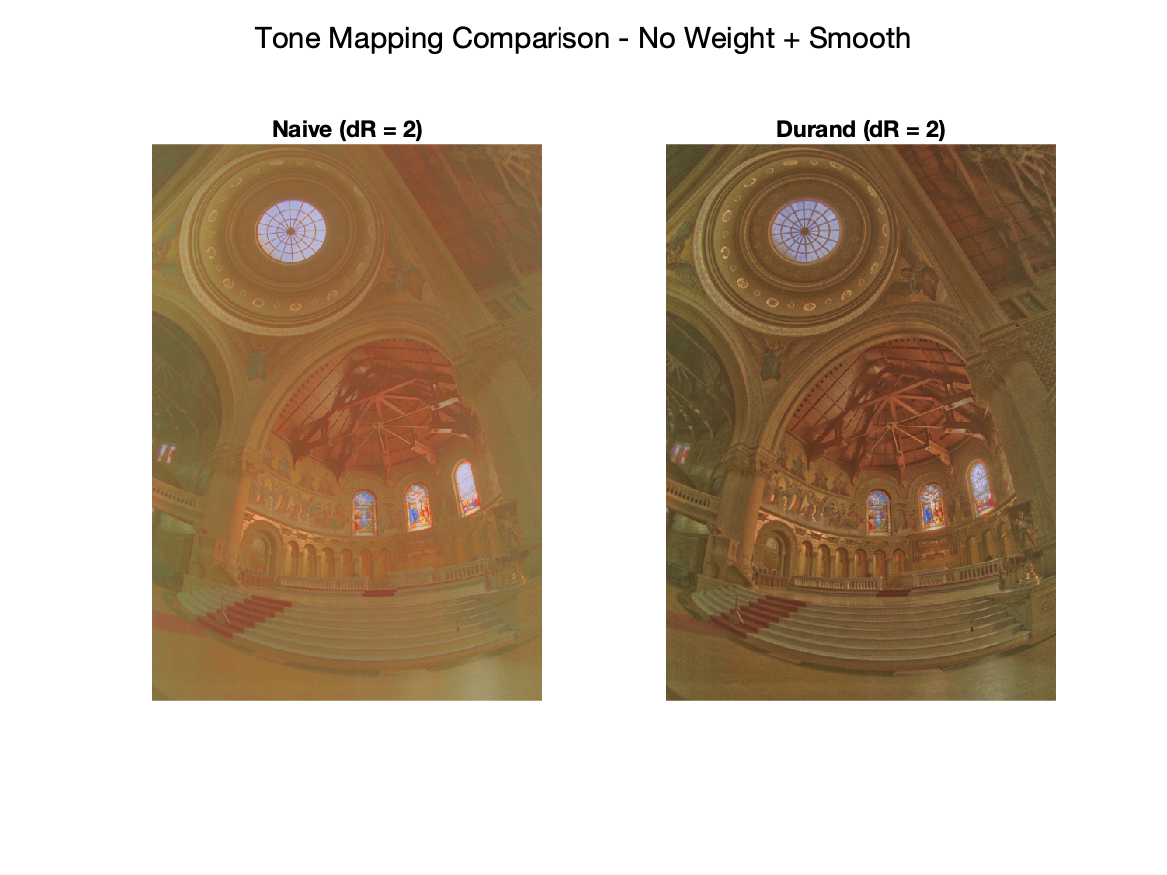 Tone Mapping Comparison - No Weight + Smooth
Naive (dR = 2)
Durand (dR = 2)